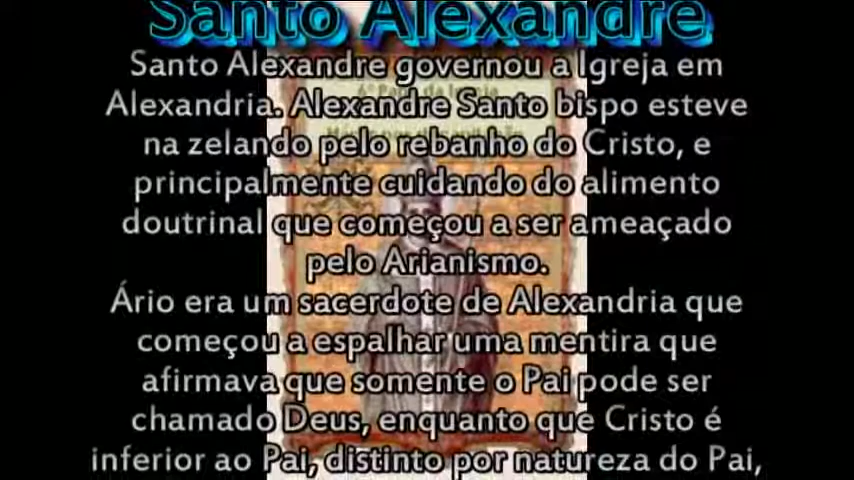 Santo Alexandre
Santo Alexandre governou a Igreja em
Alexandria. Alexandre Santo bispo esteve
na zelando pelo rebanho do Cristo, e
principalmente cuidando do alimento
doutrinal que começou a ser ameaçado
pelo Arianismo.
Ário era um sacerdote de Alexandria que
começou a espalhar uma mentira que
afirmava que somente o Pai pode ser
chamado Deus, enquanto que Cristo é
inferior ao Pai, distinto por natureza do Pai,